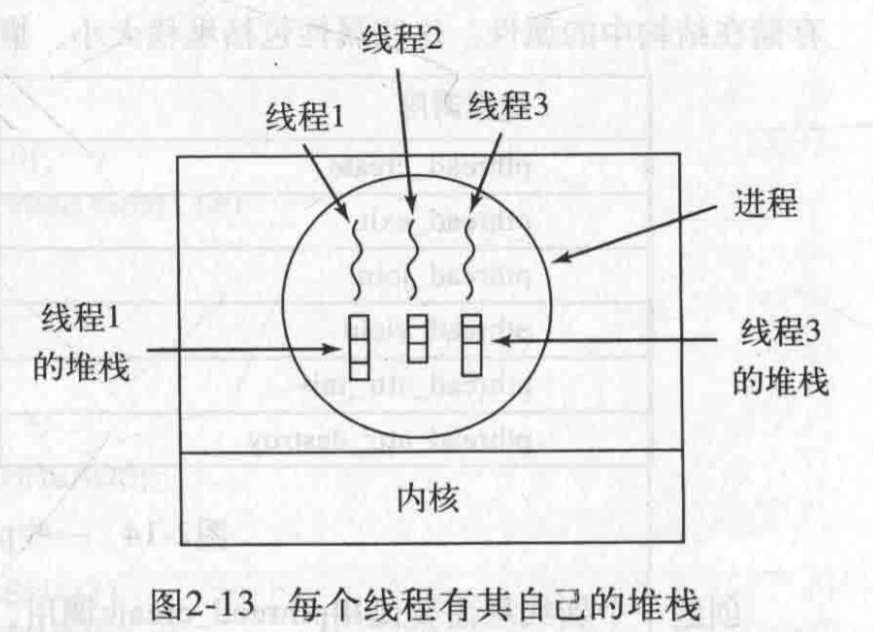 线程2
线程1
线程3
进程
线程1
的堆栈
线程3
的堆栈
内核
图2-13 每个线程有其自己的堆栈